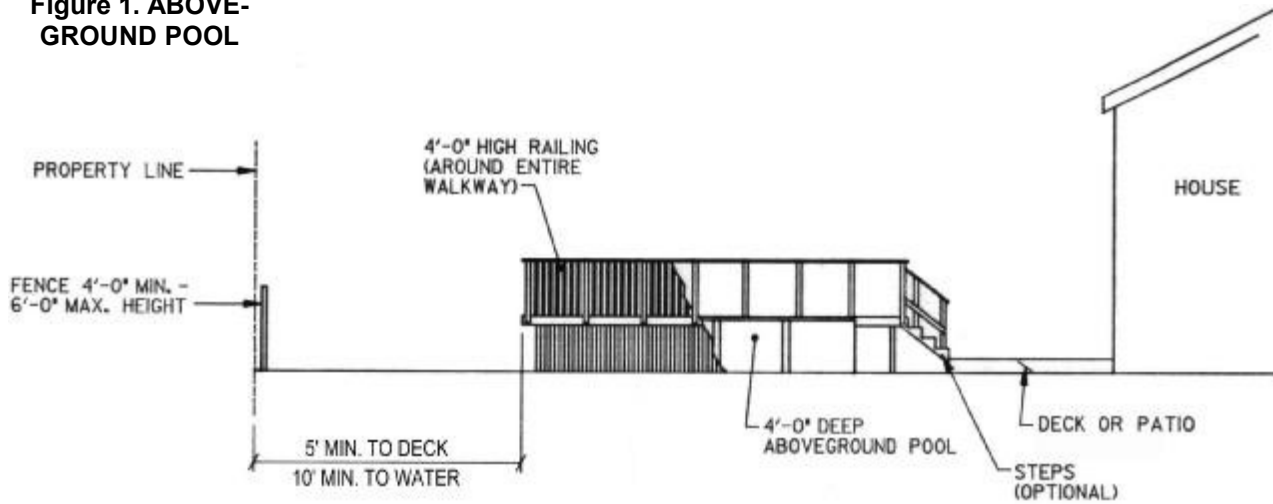 Figure 1. ABOVE-
GROUND POOL
PROPERTY LINE
4'-0" HIGH RAILING
(AROUND ENTIRE
WALKWAY)
HOUSE
FENCE 4'-0" MIN. -
6'-0" MAX. HEIGHT
5' MIN. TO DECK
10' MIN. TO WATER
4'-0" DEEP
ABOVEGROUND POOL
DECK OR PATIO
STEPS
(OPTIONAL)